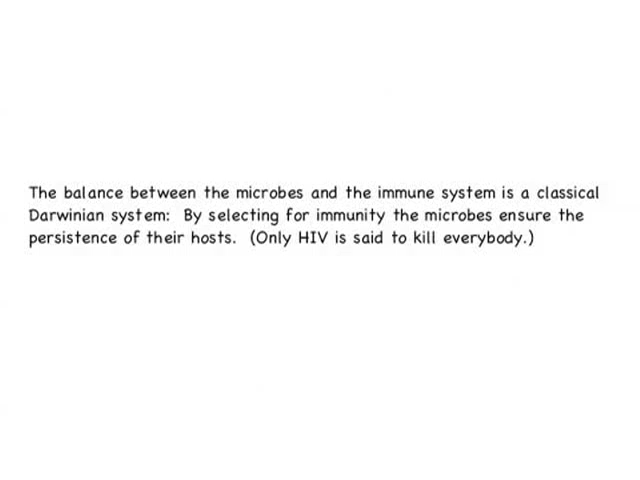 The balance between the microbes and the immune system is a classical
Darwinian system: By selecting for immunity the microbes ensure the
persistence of their hosts. (Only HIV is said to kill everybody.)